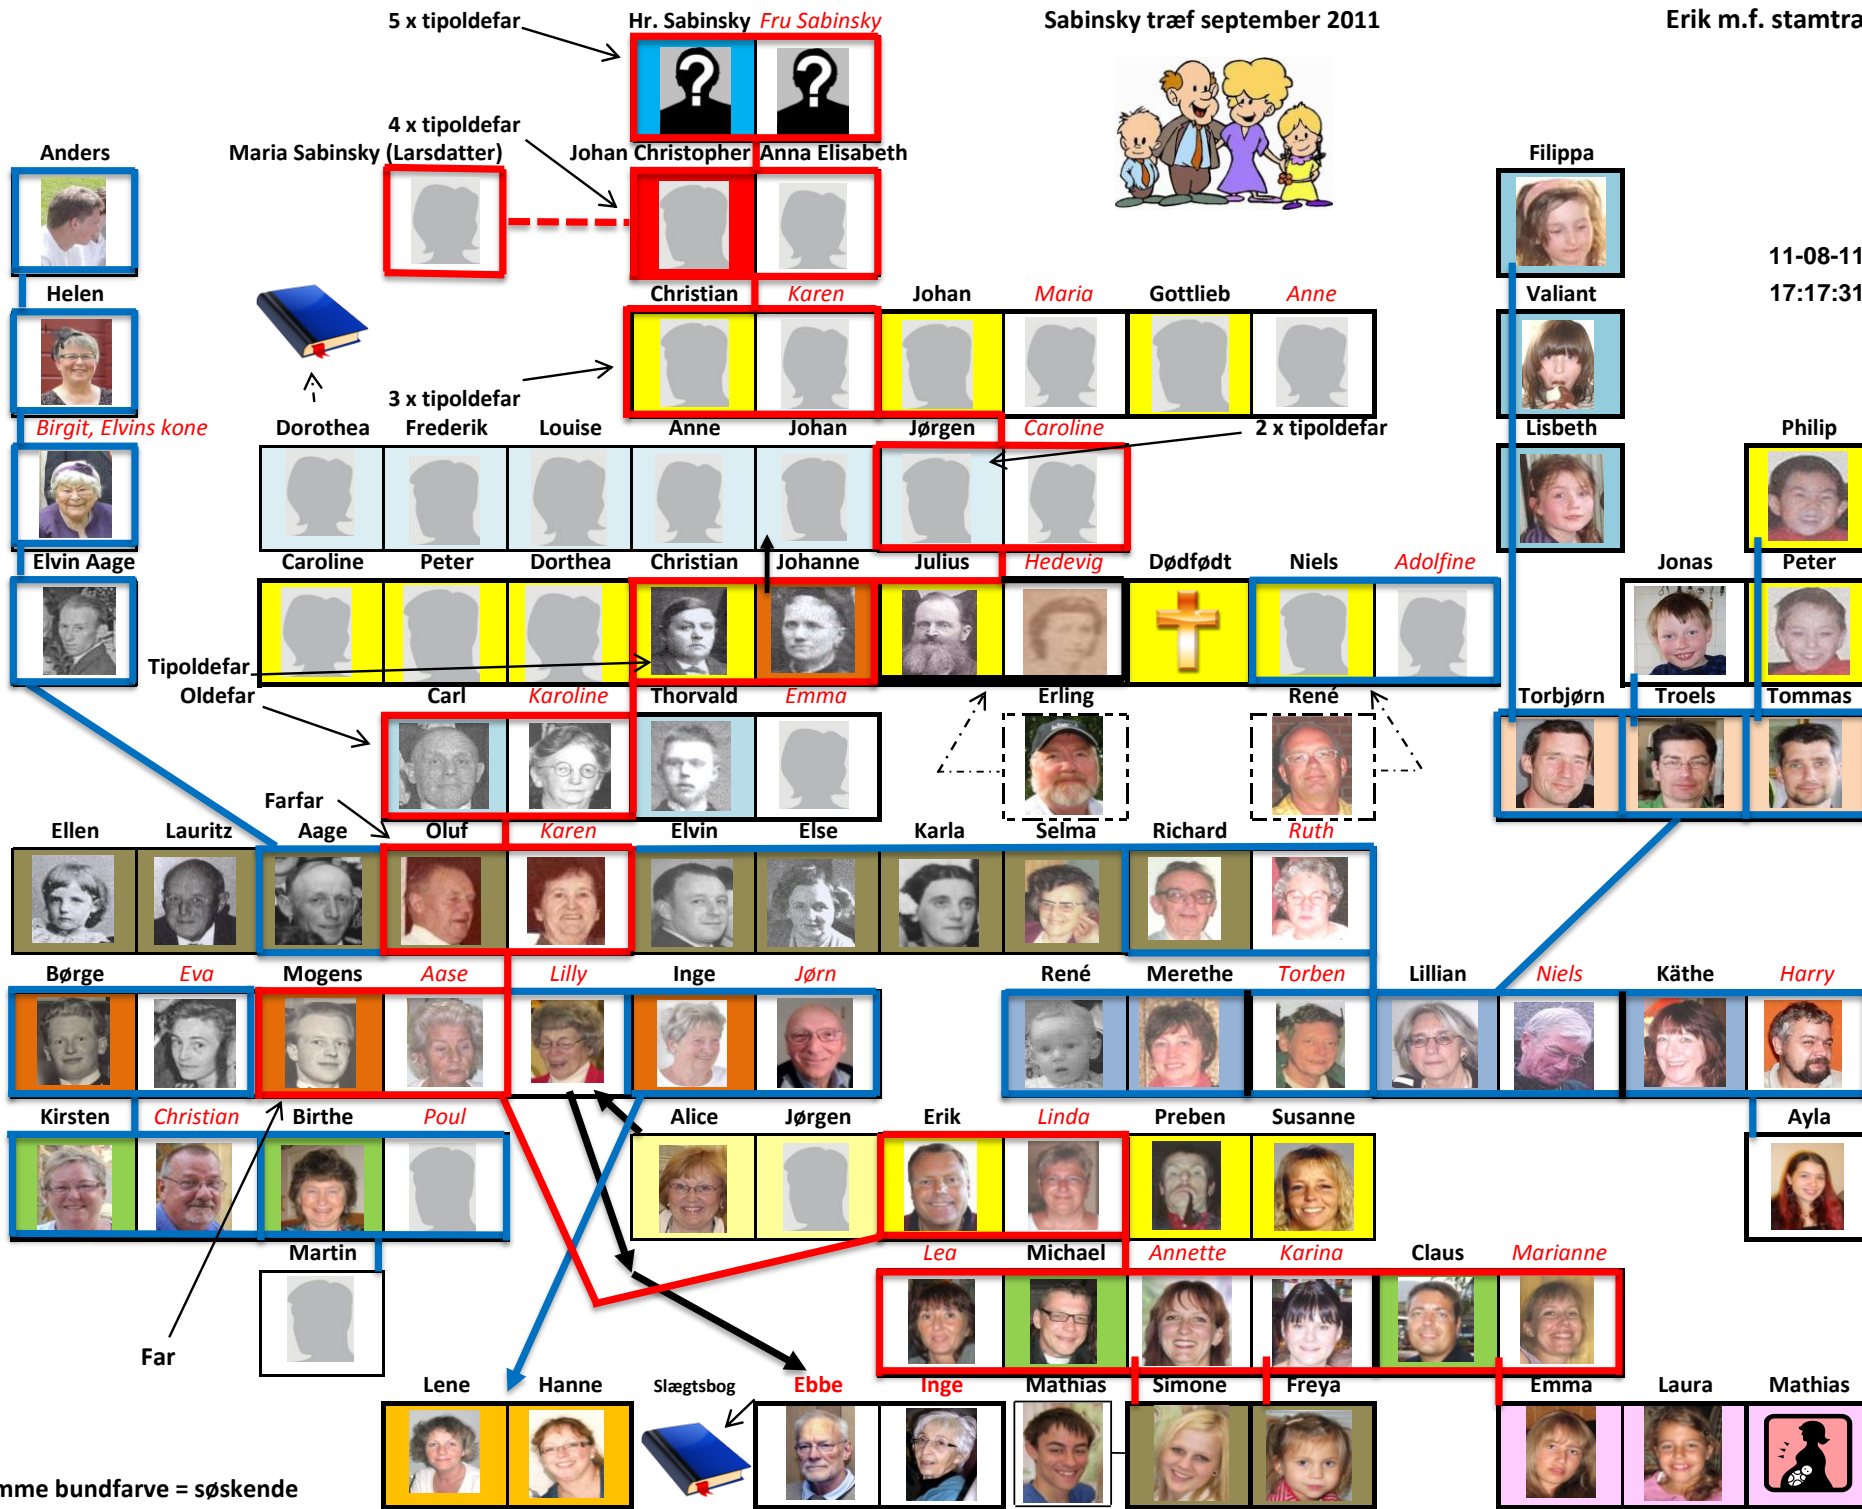 5 x tipoldefar Hr. Sabinsky Fru Sabinsky Sabinsky træf september 2011 Erik m.f. stamtra
4 x tipoldefar
Anders Maria Sabinsky (Larsdatter) Johan Christopher Anna Elisabeth Filippa
11-08-11
Helen Christian Karen Johan Maria Gottlieb Anne Valiant 17:17:31
3 x tipoldefar
Birgit, Elvins kone Dorothea Frederik Louise Anne Johan Jørgen Caroline 2 x tipoldefar Lisbeth Philip
Elvin Aage Caroline Peter Dorthea Christian Johanne Julius Hedevig Dødfødt Niels Adolfine Jonas Peter
Tipoldefar
Oldefar Carl Karoline Thorvald Emma Erling René Torbjørn Troels Tommas
Farfar
Ellen Lauritz Aage Oluf Karen Elvin Else Karla Selma Richard Ruth
Børge Eva Mogens Aase Lilly Inge Jørn René Merethe Torben Lillian Niels Käthe Harry
Kirsten Christian Birthe Poul Alice Jørgen Erik Linda Preben Susanne Ayla
Martin Lea Michael Annette Karina Claus Marianne
Far
Lene Hanne Slægtsbog Ebbe Inge Mathias Simone Freya Emma Laura Mathias
mme bundfarve = søskende